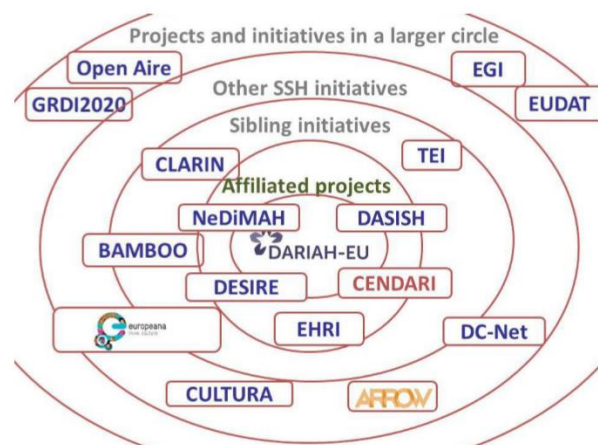 Projects and initiatives in a larger circle
Open Aire
EGI
GRDI2020
Other SSH initiatives
EUDAT
Sibling initiatives
CLARIN
TEI
Affiliated projects
NeDiMAH
DASISH
DARIAH-EU
BAMBOO
DESIRE
CENDARI
europeana
EHRI
DC-Net
CULTURA
ARROW